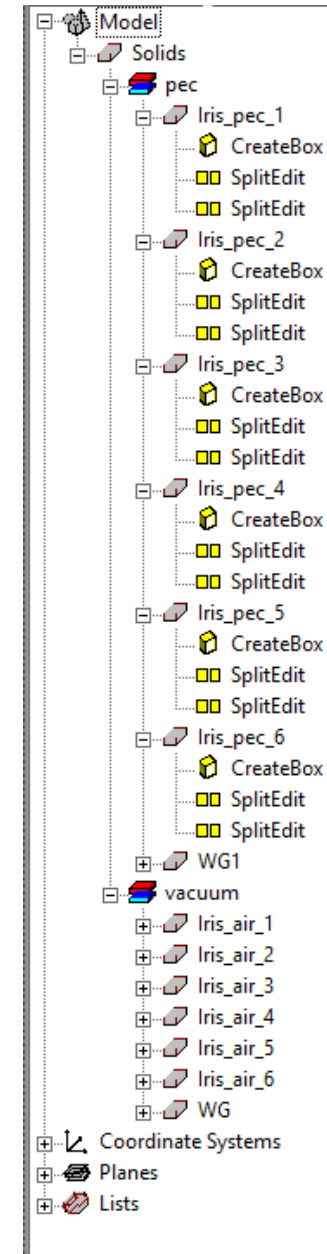 Model
Solids
pec
Iris_pec_1
CreateBox
SplitEdit
SplitEdit
Iris_pec_2
CreateBox
SplitEdit
SplitEdit
Iris_pec_3
CreateBox
SplitEdit
SplitEdit
Iris_pec_4
CreateBox
SplitEdit
SplitEdit
Iris_pec_5
CreateBox
SplitEdit
SplitEdit
Iris_pec_6
CreateBox
SplitEdit
SplitEdit
WG1
vacuum
Iris_air_1
Iris_air_2
Iris_air_3
Iris_air_4
Iris_air_5
Iris_air_6
WG
Coordinate Systems
Planes
Lists